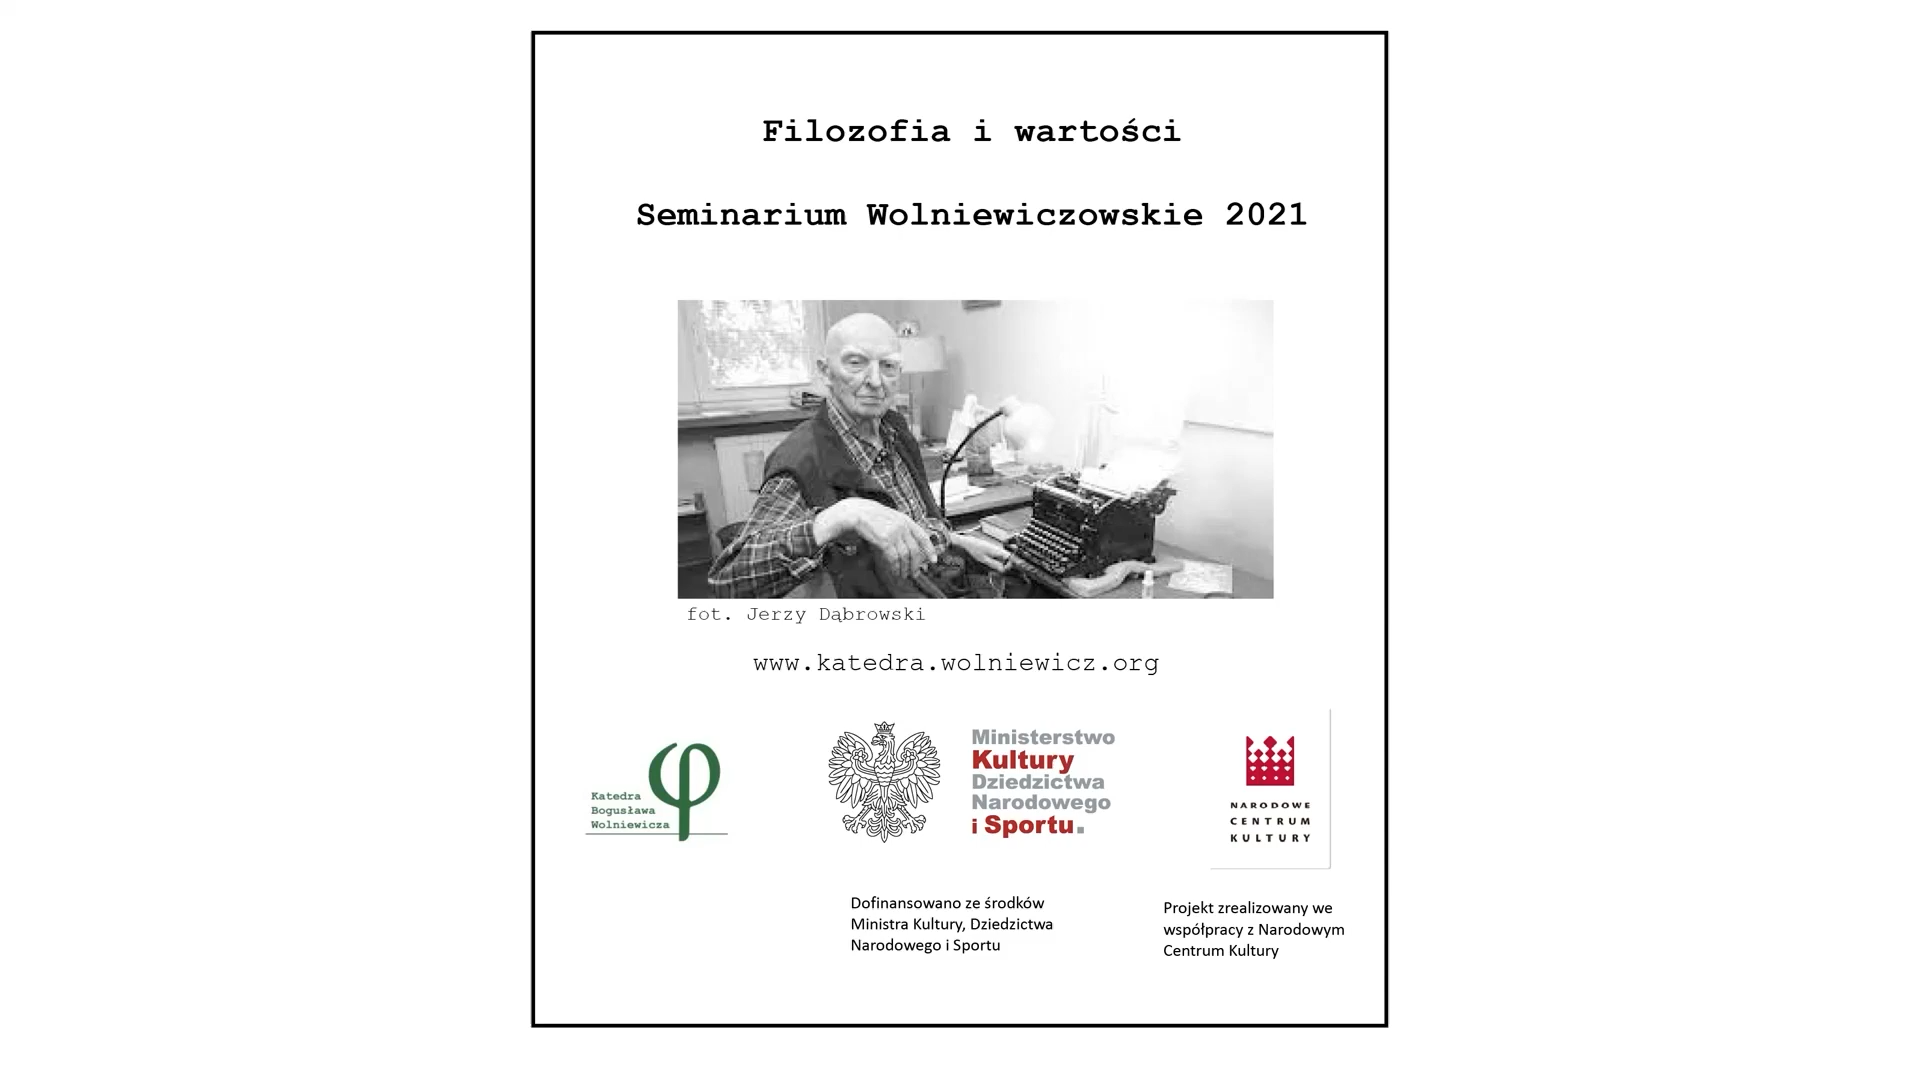 Filozofia i wartości
Seminarium Wolniewiczowskie 2021
fot. Jerzy Dąbrowski
www.katedra.wolniewicz.org
Katedra
Bogusława
Wolniewicza
Ministerstwo
Kultury
Dziedzictwa
Narodowego
i Sportu.
NARODOWE
CENTRUM
KULTURY
Dofinansowano ze środków
Ministra Kultury, Dziedzictwa
Narodowego i Sportu
Projekt zrealizowany we
współpracy z Narodowym
Centrum Kultury